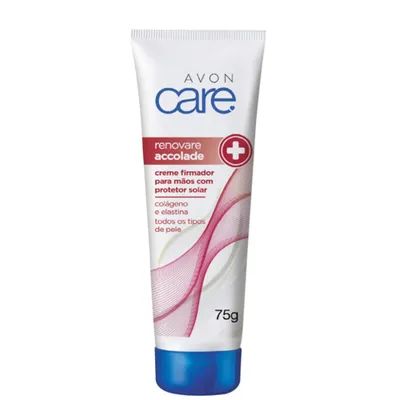 AVON
care.
renovare
accolade
creme firmador
para mãos com
protetor solar
colágeno
e elastina
todos os tipos
de pele
75g